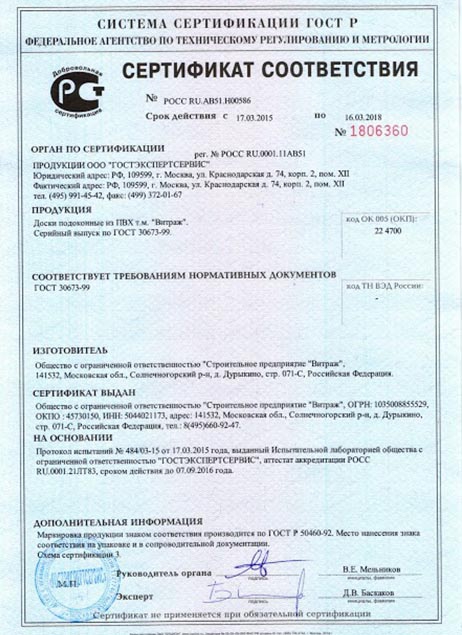 СИСТЕМА СЕРТИФИКАЦИИ ГОСТ Р
ФЕДЕРАЛЬНОЕ АГЕНТСТВО ПО ТЕХНИЧЕСКОМУ РЕГУЛИРОВАНИЮ И МЕТРОЛОГИИ
Добровольная
РСТ
сертификация
СЕРТИФИКАТ СООТВЕТСТВИЯ
№ РОСС RU.АВ51.Н00586
Срок действия с 17.03.2015 по 16.03.2018
№ 1806360
ОРГАН ПО СЕРТИФИКАЦИИ рег. № РОСС RU.0001.11АВ51
ПРОДУКЦИИ ООО "ГОСТЭКСПЕРТСЕРВИС"
Юридический адрес: РФ, 109599, г. Москва, ул. Краснодарская д. 74, корп. 2, пом. XII
Фактический адрес: РФ, 109599, г. Москва, ул. Краснодарская д. 74, корп. 2, пом. XII
тел. (495) 991-45-42, факс: (499) 372-01-67
ПРОДУКЦИЯ
Доски подоконные из ПВХ т.м. "Витраж".
Серийный выпуск по ГОСТ 30673-99.
код ОК 005 (ОКП):
22 4700
СООТВЕТСТВУЕТ ТРЕБОВАНИЯМ НОРМАТИВНЫХ ДОКУМЕНТОВ
ГОСТ 30673-99
код ТН ВЭД России:
-
ИЗГОТОВИТЕЛЬ
Общество с ограниченной ответственностью "Строительное предприятие "Витраж",
141532, Московская обл., Солнечногорский р-н, д. Дурыкино, стр. 071-С, Российская Федерация.
СЕРТИФИКАТ ВЫДАН
Общество с ограниченной ответственностью "Строительное предприятие "Витраж", ОГРН: 1035008855529,
ОКПО : 45730150, ИНН: 5044021173, адрес: 141532, Московская обл., Солнечногорский р-н, д. Дурыкино,
стр. 071-С, Российская Федерация, тел.: 8(495)660-92-47.
НА ОСНОВАНИИ
Протокол испытаний № 484/03-15 от 17.03.2015 года, выданный Испытательной лабораторией общества с
ограниченной ответственностью "ГОСТЭКСПЕРТСЕРВИС", аттестат аккредитации РОСС
RU.0001.21ЛТ83, сроком действия до 07.09.2016 года.
ДОПОЛНИТЕЛЬНАЯ ИНФОРМАЦИЯ
Маркировка продукции знаком соответствия производится по ГОСТ Р 50460-92. Место нанесения знака
соответствия на упаковке и в сопроводительной документации.
Схема сертификации 3.
Руководитель органа
подпись
В.Е. Мельников
инициалы, фамилия
М.П.
Эксперт
подпись
Д.В. Баскаков
инициалы, фамилия
Сертификат не применяется при обязательной сертификации